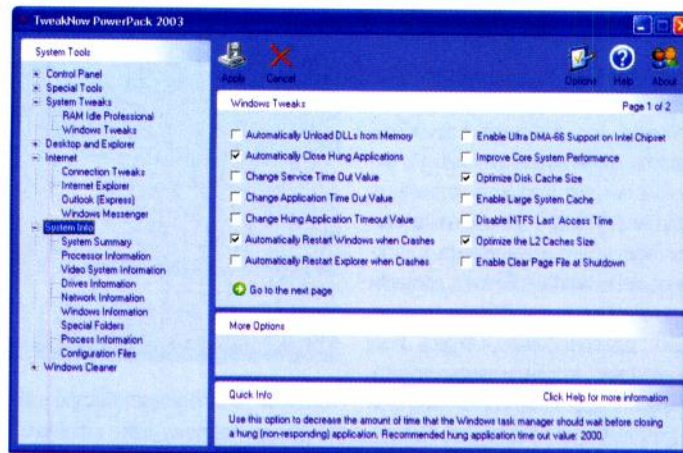 TweakNow PowerPack 2003
System Tools
Control Panel
Special Tools
System Tweaks
RAM Idle Professional
Windows Tweaks
Desktop and Explorer
Internet
Connection Tweaks
Internet Explorer
Outlook (Express)
Windows Messenger
System Info
System Summary
Processor Information
Video System Information
Drives Information
Network Information
Windows Information
Special Folders
Process Information
Configuration Files
Windows Cleaner
Apply Cancel Options Help About
Windows Tweaks Page 1 of 2
Automatically Unload DLLs from Memory
Automatically Close Hung Applications
Change Service Time Out Value
Change Application Time Out Value
Change Hung Application Timeout Value
Automatically Restart Windows when Crashes
Automatically Restart Explorer when Crashes
Enable Ultra DMA-66 Support on Intel Chipset
Improve Core System Performance
Optimize Disk Cache Size
Enable Large System Cache
Disable NTFS Last Access Time
Optimize the L2 Caches Size
Enable Clear Page File at Shutdown
Go to the next page
More Options
Quick Info Click Help for more information
Use this option to decrease the amount of time that the Windows task manager should wait before closing
a hung (non-responding) application. Recommended hung application time out value: 2000.